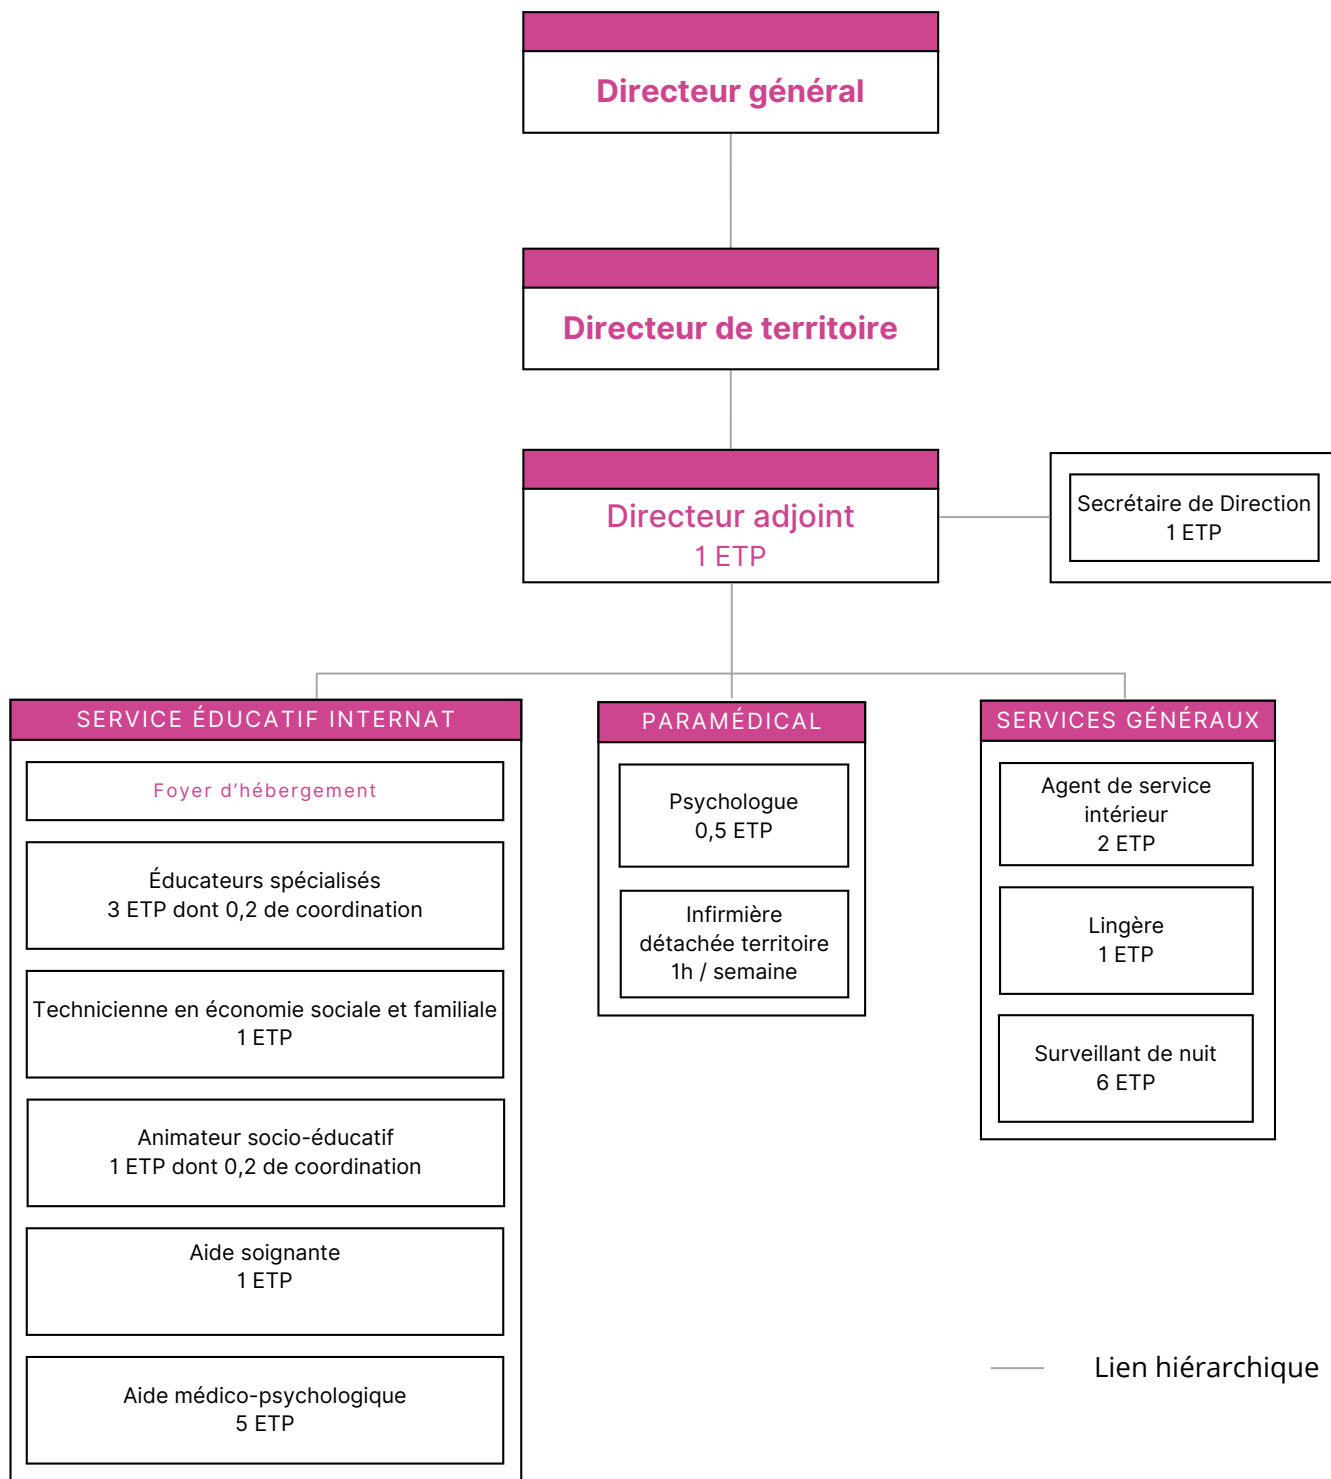 Directeur général
Directeur de territoire
Directeur adjoint
1 ETP
Secrétaire de Direction
1 ETP
SERVICE ÉDUCATIF INTERNAT
Foyer d’hébergement
Éducateurs spécialisés
3 ETP dont 0,2 de coordination
Technicienne en économie sociale et familiale
1 ETP
Animateur socio-éducatif
1 ETP dont 0,2 de coordination
Aide soignante
1 ETP
Aide médico-psychologique
5 ETP
PARAMÉDICAL
Psychologue
0,5 ETP
Infirmière
détachée territoire
1h / semaine
SERVICES GÉNÉRAUX
Agent de service
intérieur
2 ETP
Lingère
1 ETP
Surveillant de nuit
6 ETP
Lien hiérarchique